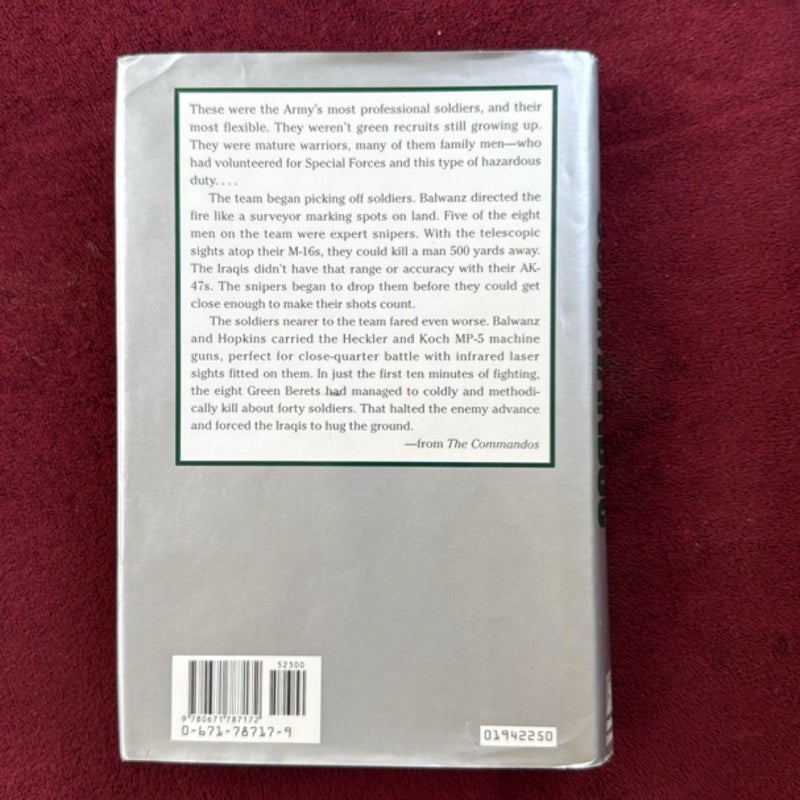 These were the Army's most professional soldiers, and their
most flexible. They weren't green recruits still growing up.
They were mature warriors, many of them family men—who
had volunteered for Special Forces and this type of hazardous
duty. . . .
The team began picking off soldiers. Balwanz directed the
fire like a surveyor marking spots on land. Five of the eight
men on the team were expert snipers. With the telescopic
sights atop their M-16s, they could kill a man 500 yards away.
The Iraqis didn't have that range or accuracy with their AK-
47s. The snipers began to drop them before they could get
close enough to make their shots count.
The soldiers nearer to the team fared even worse. Balwanz
and Hopkins carried the Heckler and Koch MP-5 machine
guns, perfect for close-quarter battle with infrared laser
sights fitted on them. In just the first ten minutes of fighting,
the eight Green Berets had managed to coldly and methodi-
cally kill about forty soldiers. That halted the enemy advance
and forced the Iraqis to hug the ground.
—from The Commandos
52300
9 780671 787172
0-671-78717-9
01942250